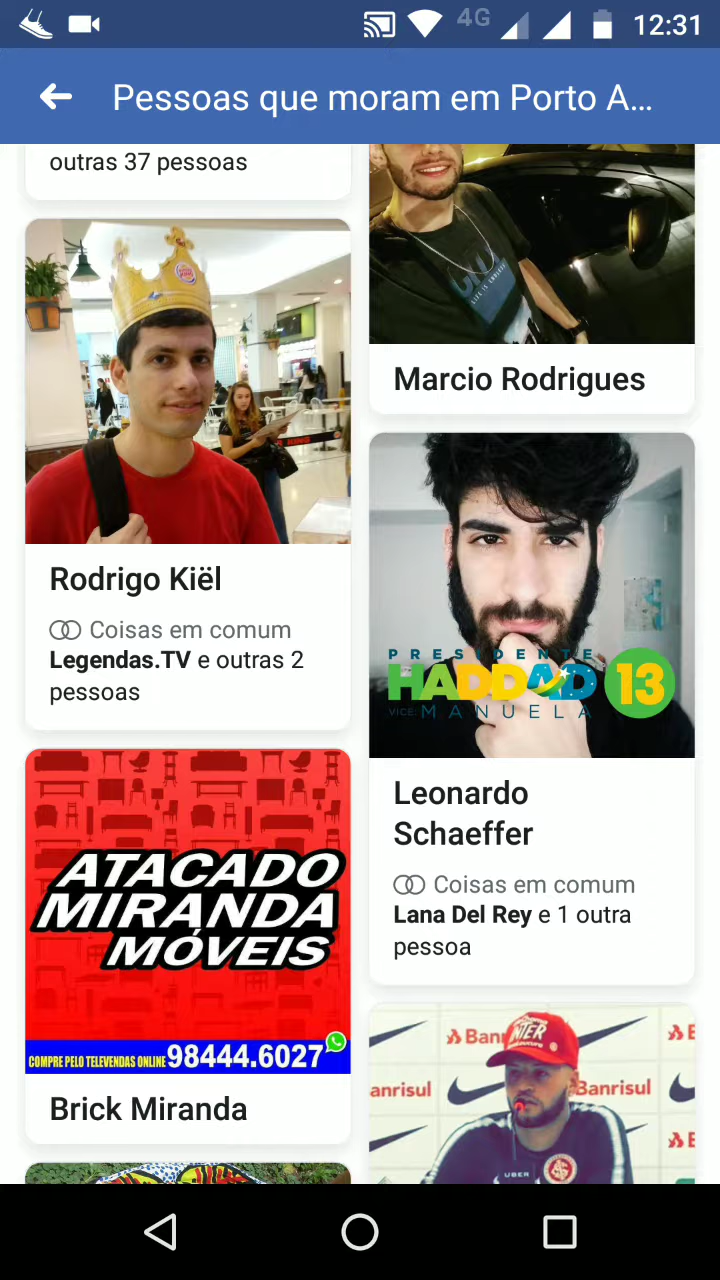 4G
12:31
Pessoas que moram em Porto A...
outras 37 pessoas
Rodrigo Kiël
Coisas em comum
Legendas.TV e outras 2
pessoas
ATACADO
MIRANDA
MÓVEIS
COMPRE PELO TELEVENDAS ONLINE 98444.6027
Brick Miranda
Marcio Rodrigues
PRESIDENTE
HADDAD 13
VICE: MANUELA
Leonardo
Schaeffer
Coisas em comum
Lana Del Rey e 1 outra
pessoa
INTER
anrisul
Banrisul
UBER